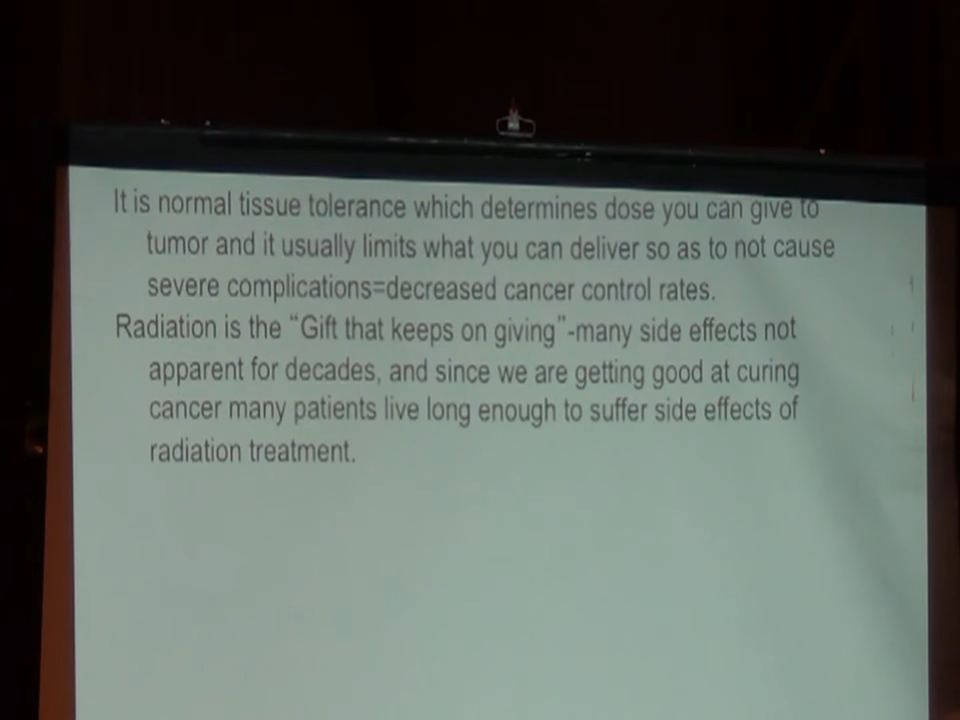 It is normal tissue tolerance which determines dose you can give to
tumor and it usually limits what you can deliver so as to not cause
severe complications=decreased cancer control rates.
Radiation is the “Gift that keeps on giving”-many side effects not
apparent for decades, and since we are getting good at curing
cancer many patients live long enough to suffer side effects of
radiation treatment.